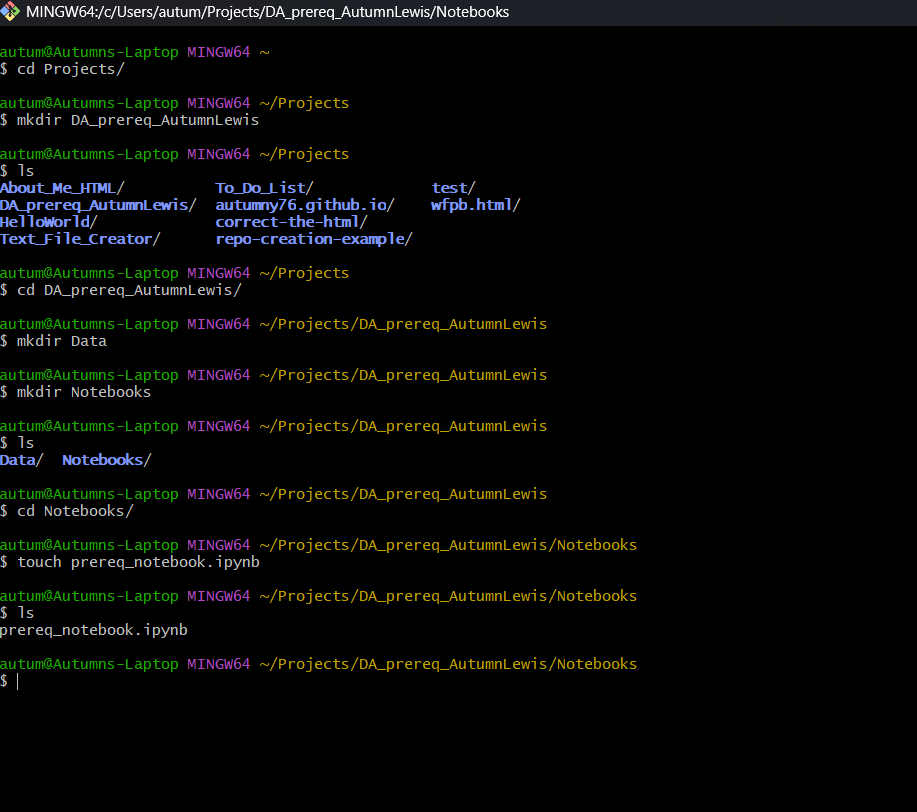 MINGW64:/c/Users/autum/Projects/DA_prereq_AutumnLewis/Notebooks
autum@Autumns-Laptop MINGW64 ~
$ cd Projects/
autum@Autumns-Laptop MINGW64 ~/Projects
$ mkdir DA_prereq_AutumnLewis
autum@Autumns-Laptop MINGW64 ~/Projects
$ ls
About_Me_HTML/ To_Do_List/ test/
DA_prereq_AutumnLewis/ autumny76.github.io/ wfpb.html/
HelloWorld/ correct-the-html/
Text_File_Creator/ repo-creation-example/
autum@Autumns-Laptop MINGW64 ~/Projects
$ cd DA_prereq_AutumnLewis/
autum@Autumns-Laptop MINGW64 ~/Projects/DA_prereq_AutumnLewis
$ mkdir Data
autum@Autumns-Laptop MINGW64 ~/Projects/DA_prereq_AutumnLewis
$ mkdir Notebooks
autum@Autumns-Laptop MINGW64 ~/Projects/DA_prereq_AutumnLewis
$ ls
Data/ Notebooks/
autum@Autumns-Laptop MINGW64 ~/Projects/DA_prereq_AutumnLewis
$ cd Notebooks/
autum@Autumns-Laptop MINGW64 ~/Projects/DA_prereq_AutumnLewis/Notebooks
$ touch prereq_notebook.ipynb
autum@Autumns-Laptop MINGW64 ~/Projects/DA_prereq_AutumnLewis/Notebooks
$ ls
prereq_notebook.ipynb
autum@Autumns-Laptop MINGW64 ~/Projects/DA_prereq_AutumnLewis/Notebooks
$